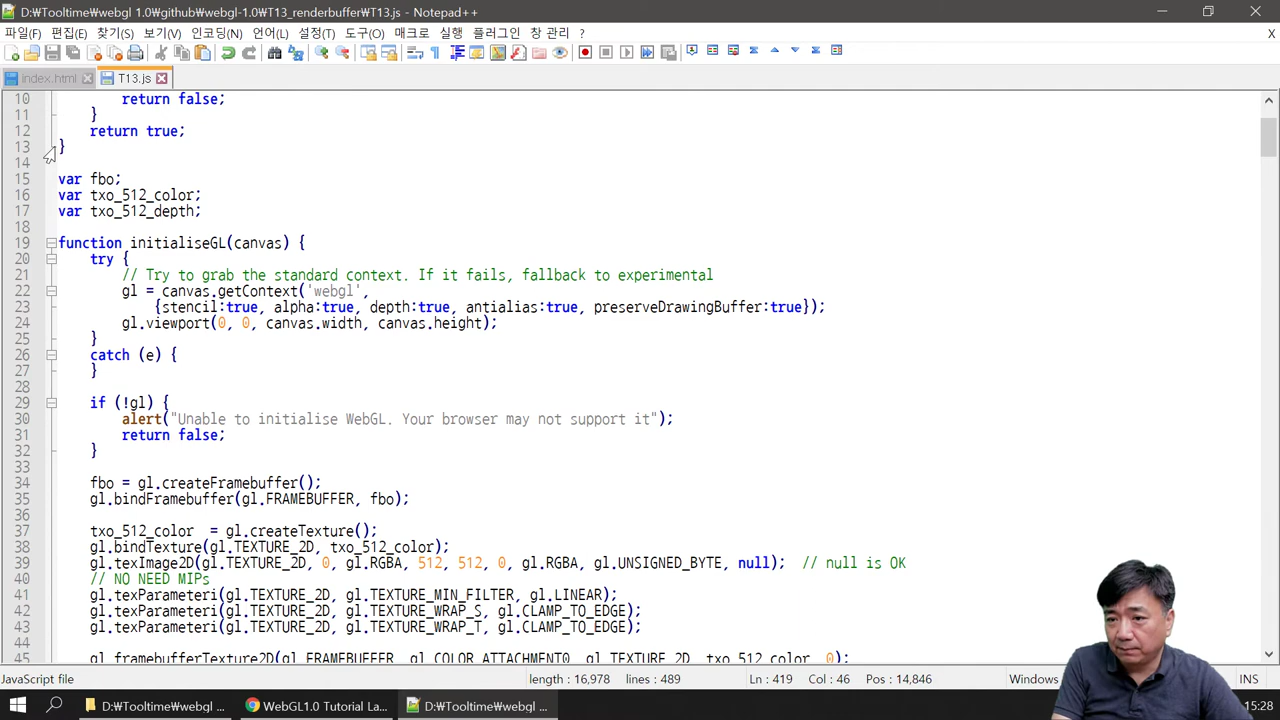 D:₩Tooltime₩webgl 1.0₩github₩webgl-1.0₩T13_renderbuffer₩T13.js - Notepad++
파일(F) 편집(E) 찾기(S) 보기(V) 인코딩(N) 언어(L) 설정(T) 도구(O) 매크로 실행 플러그인 창 관리 ? X
index.html T13.js
10 return false;
11 }
12 return true;
13 }
14
15 var fbo;
16 var txo_512_color;
17 var txo_512_depth;
18
19 function initialiseGL(canvas) {
20 try {
21 // Try to grab the standard context. If it fails, fallback to experimental
22 gl = canvas.getContext('webgl',
23 {stencil:true, alpha:true, depth:true, antialias:true, preserveDrawingBuffer:true});
24 gl.viewport(0, 0, canvas.width, canvas.height);
25 }
26 catch (e) {
27 }
28
29 if (!gl) {
30 alert("Unable to initialise WebGL. Your browser may not support it");
31 return false;
32 }
33
34 fbo = gl.createFramebuffer();
35 gl.bindFramebuffer(gl.FRAMEBUFFER, fbo);
36
37 txo_512_color = gl.createTexture();
38 gl.bindTexture(gl.TEXTURE_2D, txo_512_color);
39 gl.texImage2D(gl.TEXTURE_2D, 0, gl.RGBA, 512, 512, 0, gl.RGBA, gl.UNSIGNED_BYTE, null); // null is OK
40 // NO NEED MIPs
41 gl.texParameteri(gl.TEXTURE_2D, gl.TEXTURE_MIN_FILTER, gl.LINEAR);
42 gl.texParameteri(gl.TEXTURE_2D, gl.TEXTURE_WRAP_S, gl.CLAMP_TO_EDGE);
43 gl.texParameteri(gl.TEXTURE_2D, gl.TEXTURE_WRAP_T, gl.CLAMP_TO_EDGE);
44
45 gl.framebufferTexture2D(gl.FRAMEBUFFER, gl.COLOR_ATTACHMENT0, gl.TEXTURE_2D, txo_512_color, 0);
JavaScript file length : 16,978 lines : 489 Ln : 419 Col : 46 Pos : 14,846 Windows INS
D:₩Tooltime₩webgl ... WebGL1.0 Tutorial La... D:₩Tooltime₩webgl ... 15:28